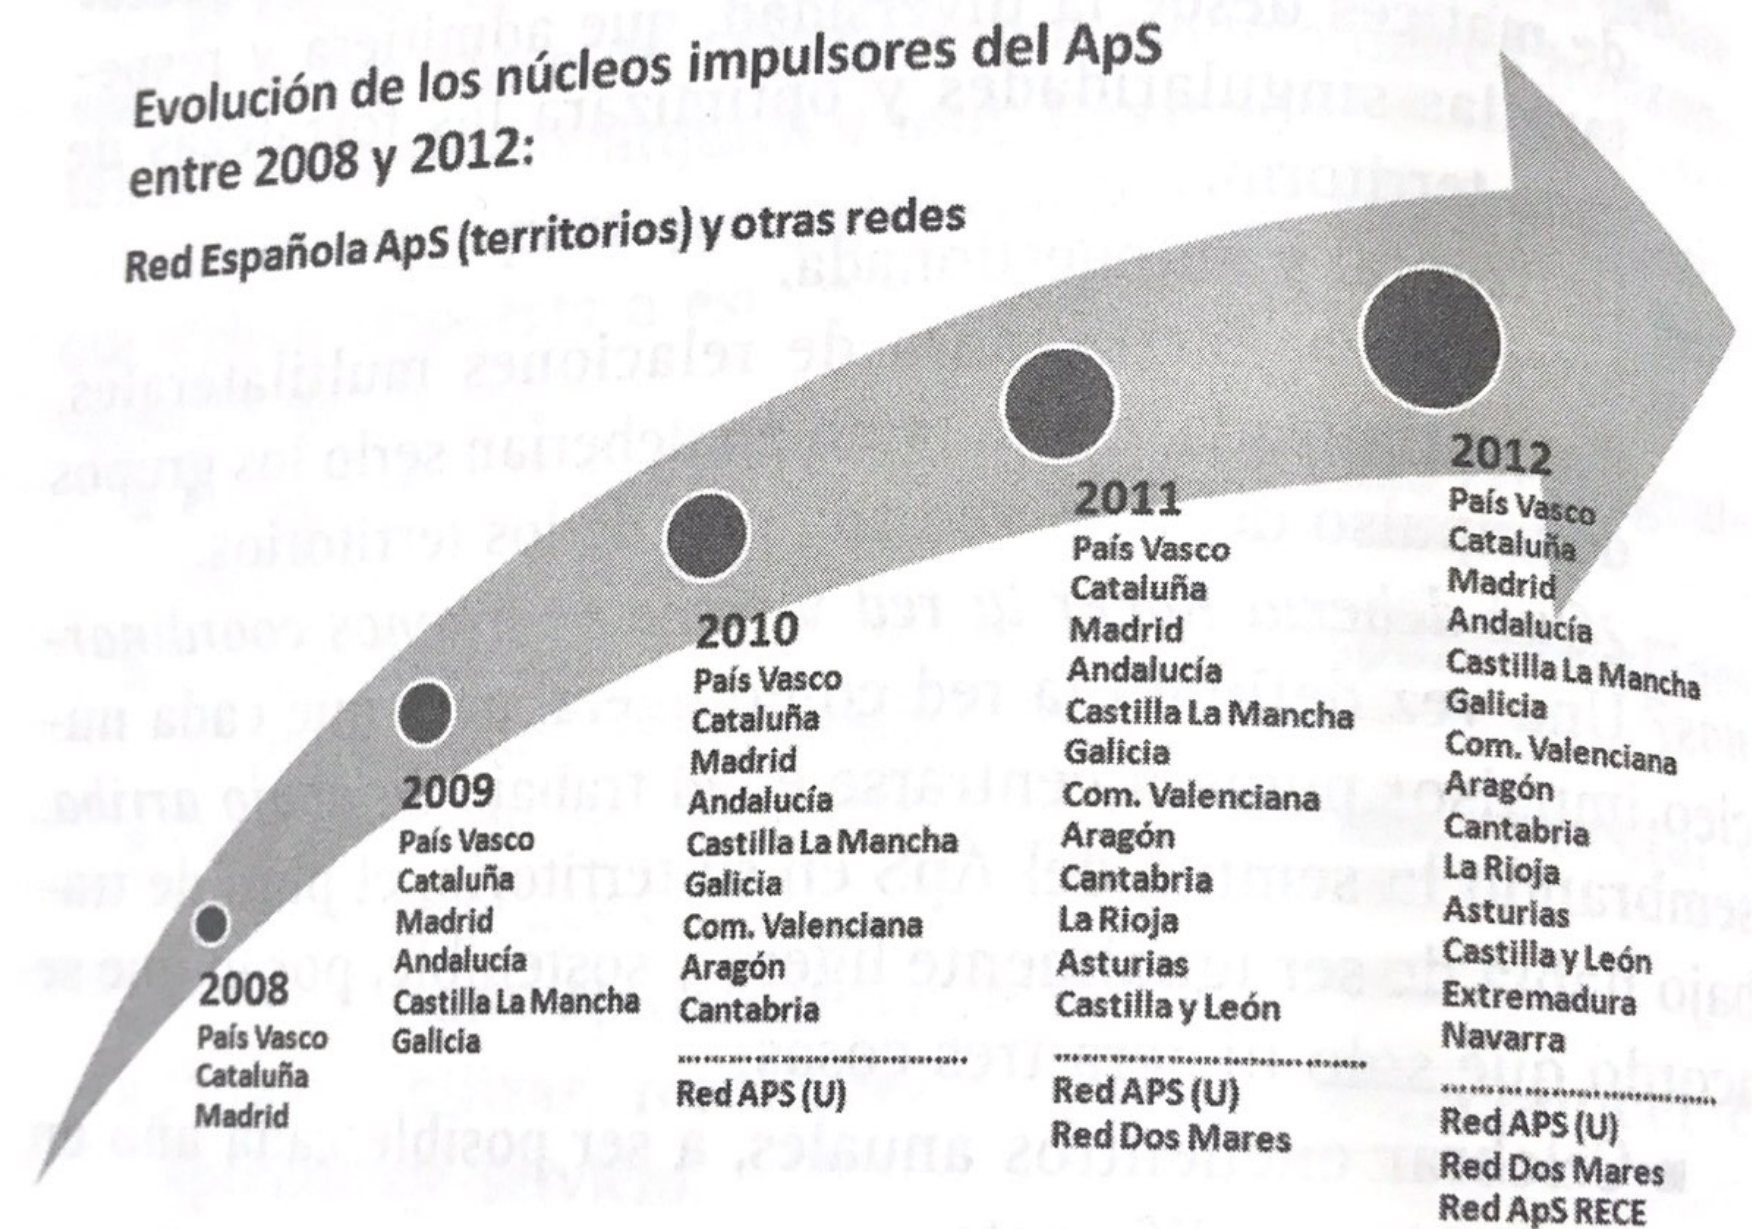 Evolución de los núcleos impulsores del ApS
entre 2008 y 2012:
Red Española ApS (territorios) y otras redes
2008
País Vasco
Cataluña
Madrid
2009
País Vasco
Cataluña
Madrid
Andalucía
Castilla La Mancha
Galicia
2010
País Vasco
Cataluña
Madrid
Andalucía
Castilla La Mancha
Galicia
Com. Valenciana
Aragón
Cantabria
Red APS (U)
2011
País Vasco
Cataluña
Madrid
Andalucía
Castilla La Mancha
Galicia
Com. Valenciana
Aragón
Cantabria
La Rioja
Asturias
Castilla y León
Red APS (U)
Red Dos Mares
2012
País Vasco
Cataluña
Madrid
Andalucía
Castilla La Mancha
Galicia
Com. Valenciana
Aragón
Cantabria
La Rioja
Asturias
Castilla y León
Extremadura
Navarra
Red APS (U)
Red Dos Mares
Red ApS RECE